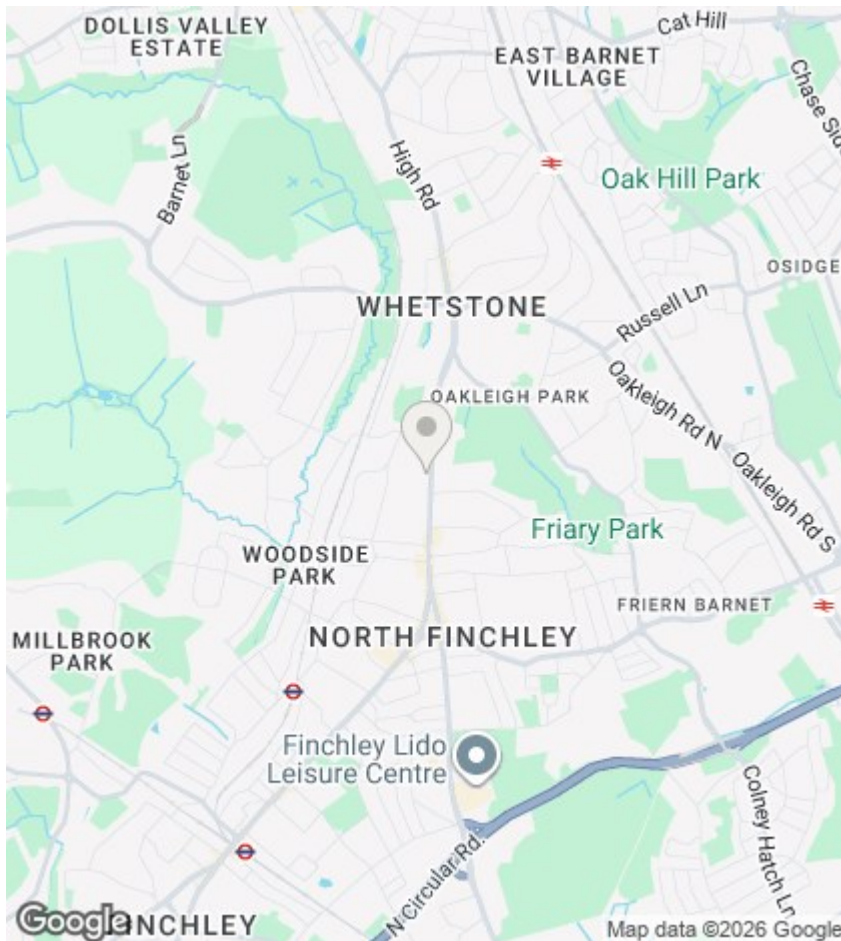 DOLLIS VALLEY
ESTATE
Cat Hill
EAST BARNET
VILLAGE
Chase Sid
Barnet Ln
High Rd
Oak Hill Park
OSIDGE
WHETSTONE
Russell Ln
OAKLEIGH PARK
Oakleigh Rd N
Oakleigh Rd S
Friary Park
WOODSIDE
PARK
FRIERN BARNET
MILLBROOK
PARK
NORTH FINCHLEY
Finchley Lido
Leisure Centre
Colney Hatch Ln
N Circular Rd
Google
FINCHLEY
Map data ©2026 Google